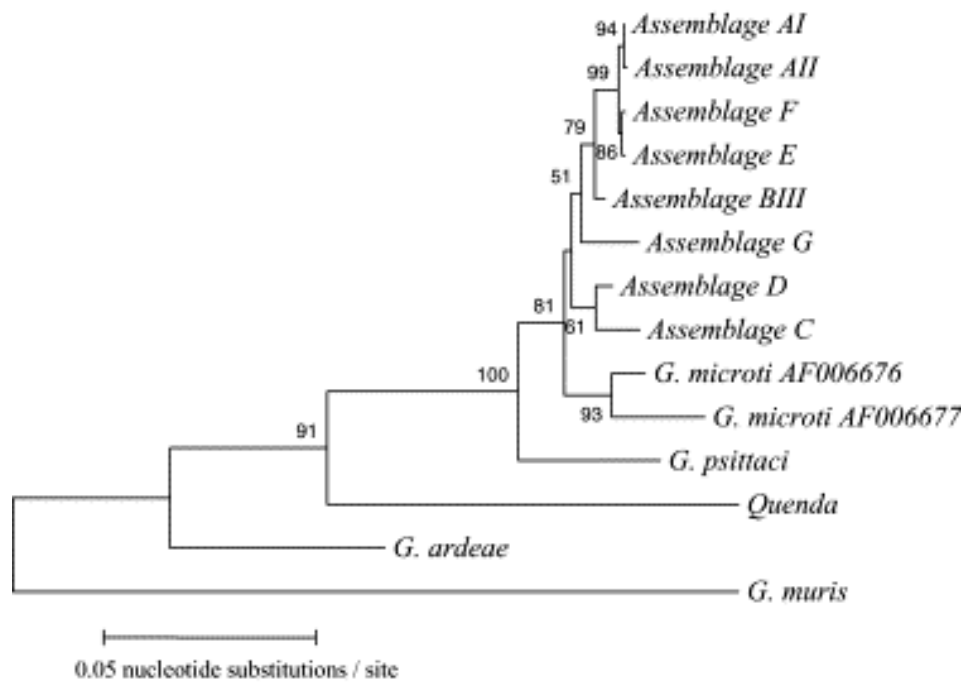 94
Assemblage AI
Assemblage AII
99
Assemblage F
79
86
Assemblage E
51
Assemblage BIII
Assemblage G
Assemblage D
81
61
Assemblage C
100
G. microti AF006676
93
G. microti AF006677
91
G. psittaci
Quenda
G. ardeae
G. muris
0.05 nucleotide substitutions / site